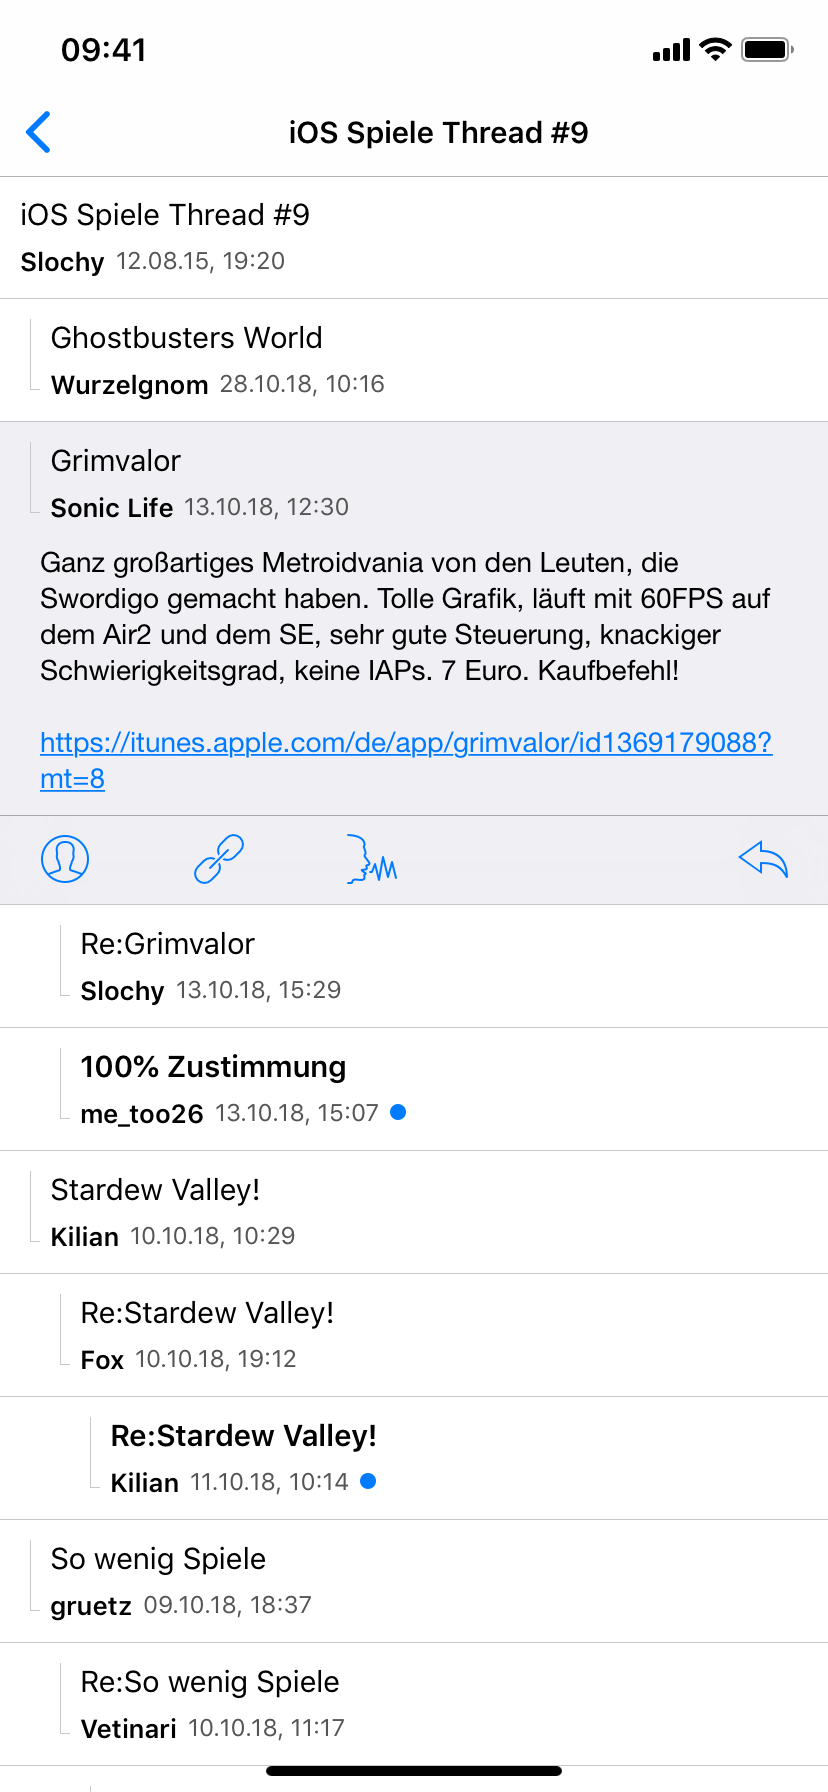 09:41
iOS Spiele Thread #9
iOS Spiele Thread #9
Slochy 12.08.15, 19:20
Ghostbusters World
Wurzelgnom 28.10.18, 10:16
Grimvalor
Sonic Life 13.10.18, 12:30
Ganz großartiges Metroidvania von den Leuten, die
Swordigo gemacht haben. Tolle Grafik, läuft mit 60FPS auf
dem Air2 und dem SE, sehr gute Steuerung, knackiger
Schwierigkeitsgrad, keine IAPs. 7 Euro. Kaufbefehl!
https://itunes.apple.com/de/app/grimvalor/id1369179088?
mt=8
Re:Grimvalor
Slochy 13.10.18, 15:29
100% Zustimmung
me_too26 13.10.18, 15:07
Stardew Valley!
Kilian 10.10.18, 10:29
Re:Stardew Valley!
Fox 10.10.18, 19:12
Re:Stardew Valley!
Kilian 11.10.18, 10:14
So wenig Spiele
gruetz 09.10.18, 18:37
Re:So wenig Spiele
Vetinari 10.10.18, 11:17